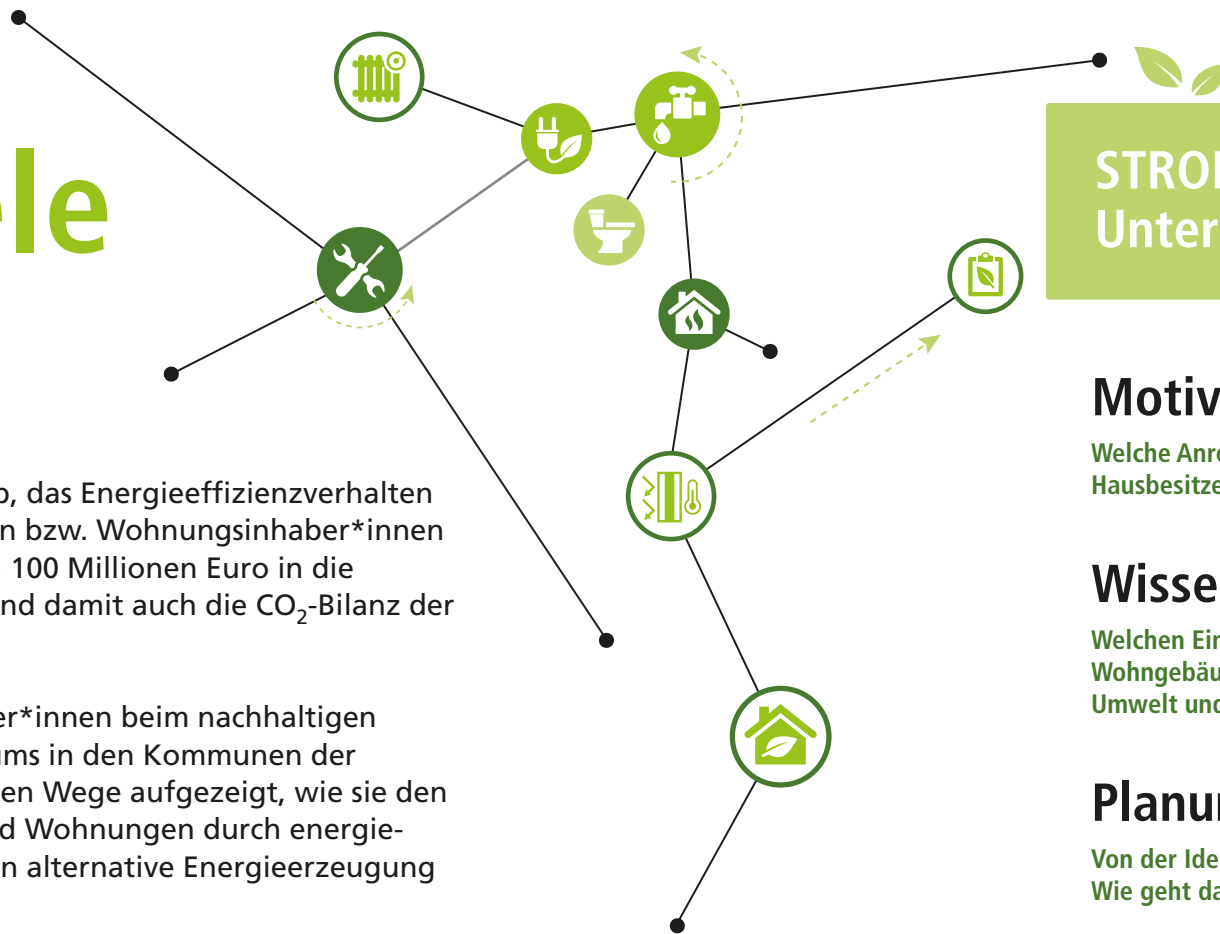 ele
, das Energieeffizienzverhalten
n bzw. Wohnungsinhaber*innen
100 Millionen Euro in die
nd damit auch die CO₂-Bilanz der
er*innen beim nachhaltigen
ums in den Kommunen der
en Wege aufgezeigt, wie sie den
d Wohnungen durch energie-
n alternative Energieerzeugung
STRO
Unter
Motiv
Welche Anre
Hausbesitze
Wisse
Welchen Ein
Wohngebäu
Umwelt und
Planu
Von der Ide
Wie geht da